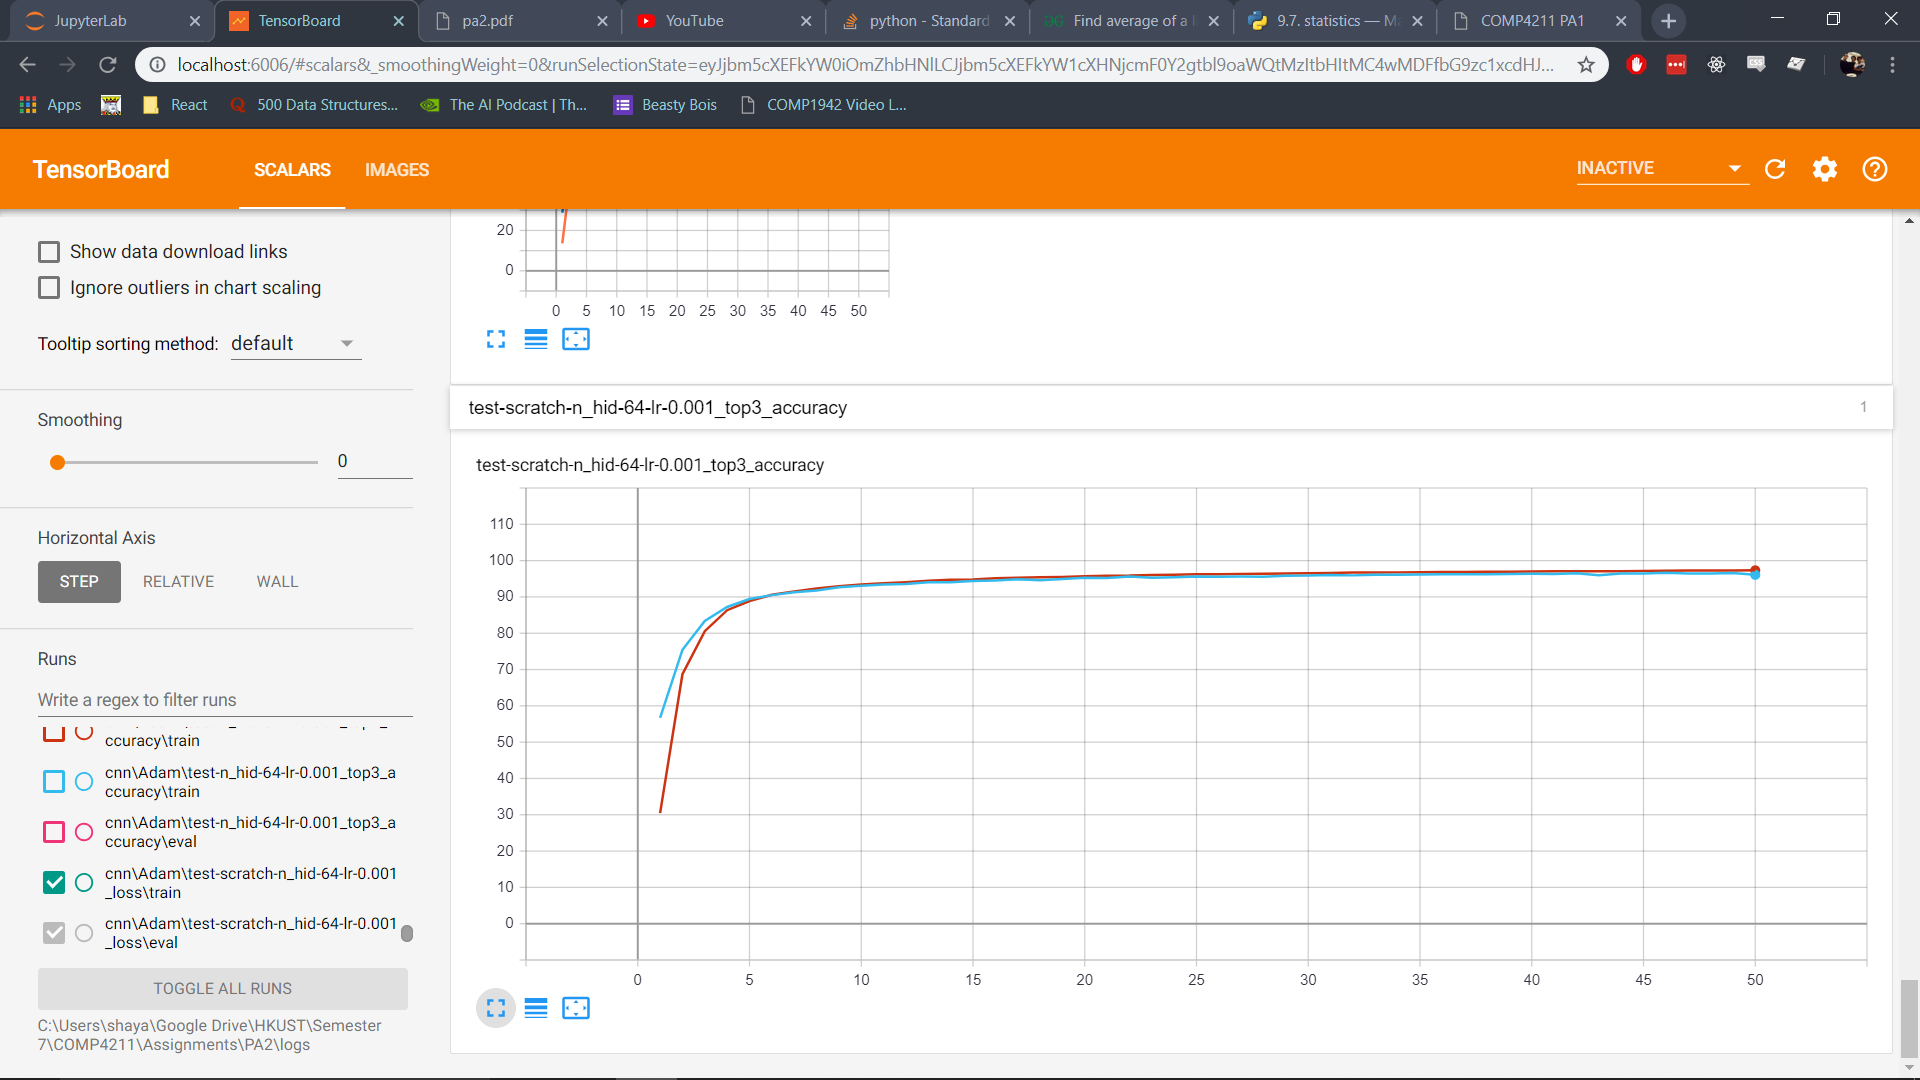 JupyterLab
TensorBoard
pa2.pdf
YouTube
python - Standard
Find average of a l
9.7. statistics — M
COMP4211 PA1
localhost:6006/#scalars&_smoothingWeight=0&runSelectionState=
Apps
React
500 Data Structures...
The AI Podcast | Th...
Beasty Bois
COMP1942 Video L...
TensorBoard
SCALARS
IMAGES
INACTIVE
Show data download links
Ignore outliers in chart scaling
Tooltip sorting method: default
Smoothing
0
Horizontal Axis
STEP RELATIVE WALL
Runs
Write a regex to filter runs
ccuracy\train
cnn\Adam\test-n_hid-64-lr-0.001_top3_a
ccuracy\train
cnn\Adam\test-n_hid-64-lr-0.001_top3_a
ccuracy\eval
cnn\Adam\test-scratch-n_hid-64-lr-0.001
_loss\train
cnn\Adam\test-scratch-n_hid-64-lr-0.001
_loss\eval
TOGGLE ALL RUNS
C:\Users\shaya\Google Drive\HKUST\Semester
7\COMP4211\Assignments\PA2\logs
20
0
0 5 10 15 20 25 30 35 40 45 50
test-scratch-n_hid-64-lr-0.001_top3_accuracy
1
test-scratch-n_hid-64-lr-0.001_top3_accuracy
110
100
90
80
70
60
50
40
30
20
10
0
0 5 10 15 20 25 30 35 40 45 50